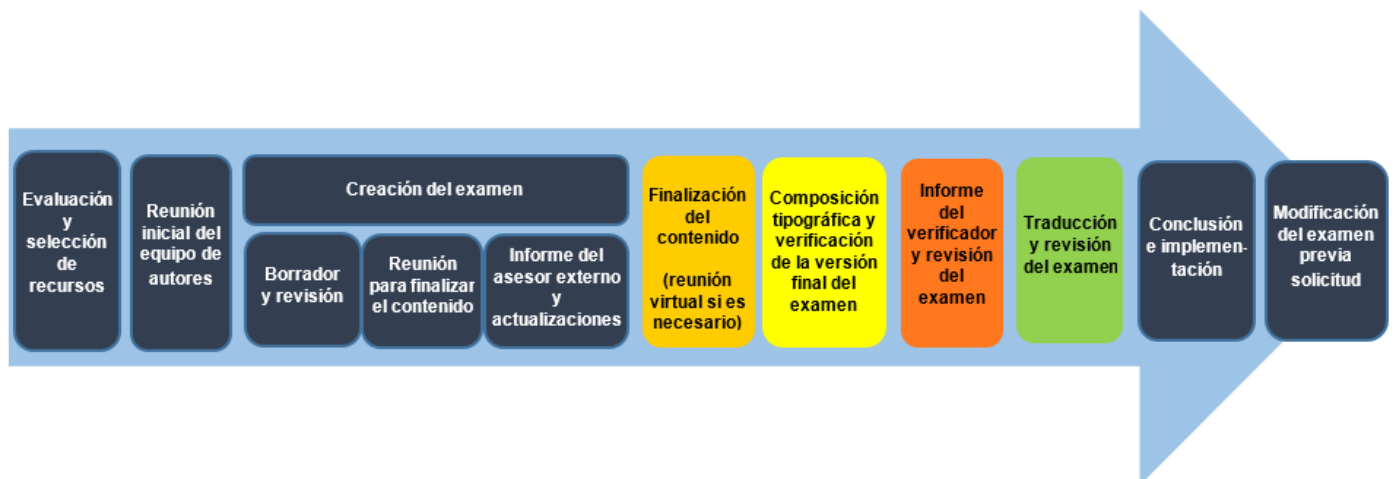 Evaluación
y
selección
de
recursos
Reunión
inicial del
equipo de
autores
Creación del examen
Borrador
y revisión
Reunión
para finalizar
el contenido
Informe del
asesor externo
y
actualizaciones
Finalización
del
contenido
(reunión
virtual si es
necesario)
Composición
tipográfica y
verificación
de la versión
final del
examen
Informe
del
verificador
y revisión
del
examen
Traducción
y revisión
del examen
Conclusión
e implemen-
tación
Modificación
del examen
previa
solicitud